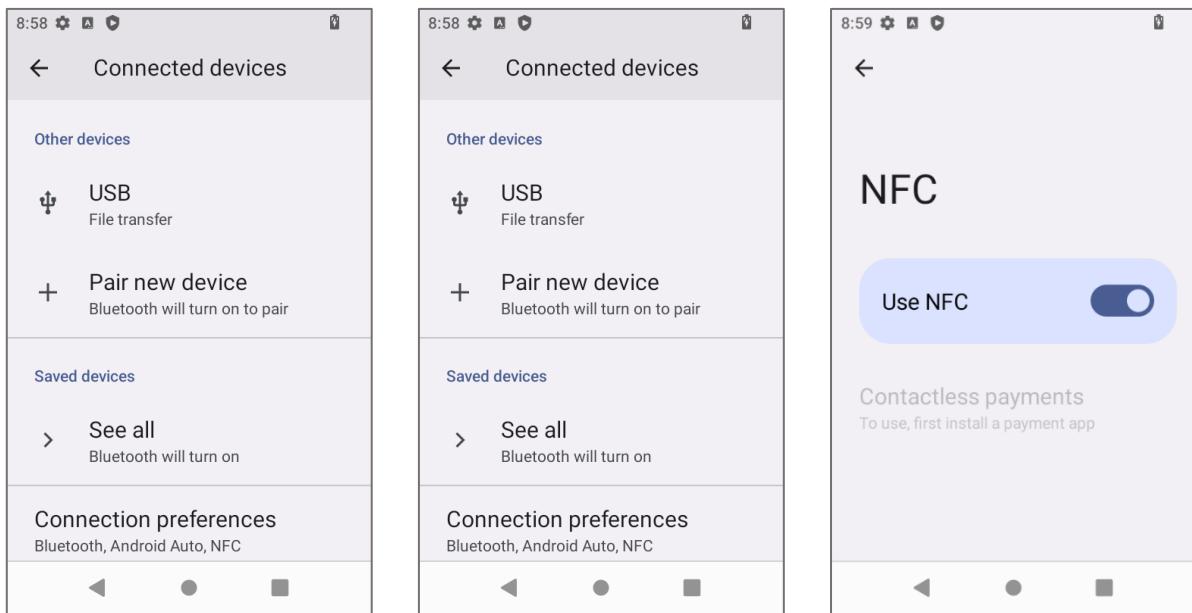 8:58
Connected devices
Other devices
USB
File transfer
Pair new device
Bluetooth will turn on to pair
Saved devices
See all
Bluetooth will turn on
Connection preferences
Bluetooth, Android Auto, NFC
8:58
Connected devices
Other devices
USB
File transfer
Pair new device
Bluetooth will turn on to pair
Saved devices
See all
Bluetooth will turn on
Connection preferences
Bluetooth, Android Auto, NFC
8:59
NFC
Use NFC
Contactless payments
To use, first install a payment app